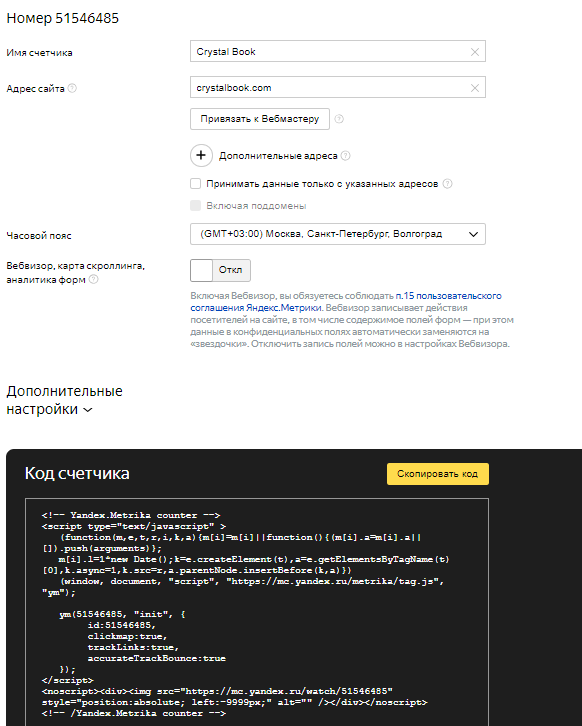 Номер 51546485
Имя счетчика
Crystal Book
Адрес сайта
crystalbook.com
Привязать к Вебмастеру
+ Дополнительные адреса
Принимать данные только с указанных адресов
Включая поддомены
Часовой пояс
(GMT+03:00) Москва, Санкт-Петербург, Волгоград
Вебвизор, карта скроллинга,
аналитика форм
Откл
Включая Вебвизор, вы обязуетесь соблюдать п.15 пользовательского
соглашения Яндекс.Метрики. Вебвизор записывает действия
посетителей на сайте, в том числе содержимое полей форм — при этом
данные в конфиденциальных полях автоматически заменяются на
«звездочки». Отключить запись полей можно в настройках Вебвизора.
Дополнительные
настройки
Код счетчика
Скопировать код
<!-- Yandex.Metrika counter -->
<script type="text/javascript" >
(function(m,e,t,r,i,k,a){m[i]=m[i]||function(){(m[i].a=m[i].a||
[]).push(arguments)};
m[i].l=1*new Date();k=e.createElement(t),a=e.getElementsByTagName(t)
[0],k.async=1,k.src=r,a.parentNode.insertBefore(k,a)})
(window, document, "script", "https://mc.yandex.ru/metrika/tag.js",
"ym");
ym(51546485, "init", {
id:51546485,
clickmap:true,
trackLinks:true,
accurateTrackBounce:true
});
</script>
<noscript><div><img src="https://mc.yandex.ru/watch/51546485"
style="position:absolute; left:-9999px;" alt="" /></div></noscript>
<!-- /Yandex.Metrika counter -->